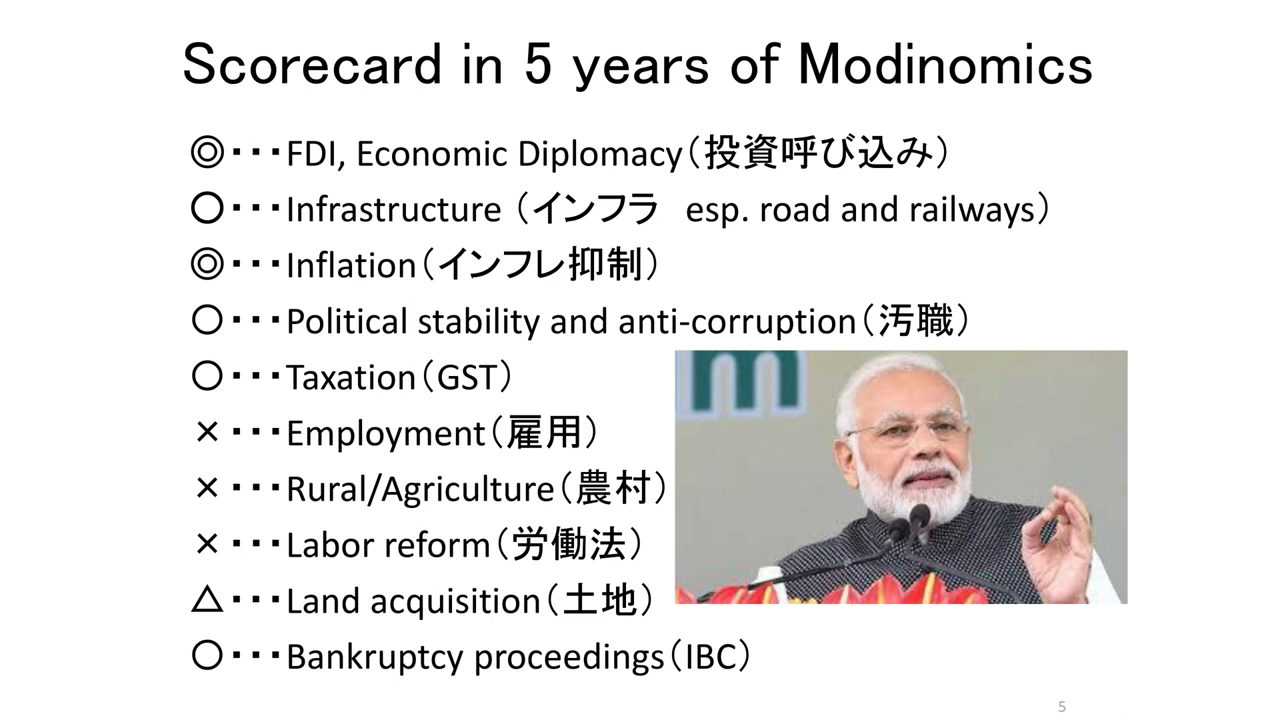 Scorecard in 5 years of Modinomics
◎・・・FDI, Economic Diplomacy（投資呼び込み）
○・・・Infrastructure （インフラ　esp. road and railways）
◎・・・Inflation（インフレ抑制）
○・・・Political stability and anti-corruption（汚職）
○・・・Taxation（GST）
×・・・Employment（雇用）
×・・・Rural/Agriculture（農村）
×・・・Labor reform（労働法）
△・・・Land acquisition（土地）
○・・・Bankruptcy proceedings（IBC）
m
5